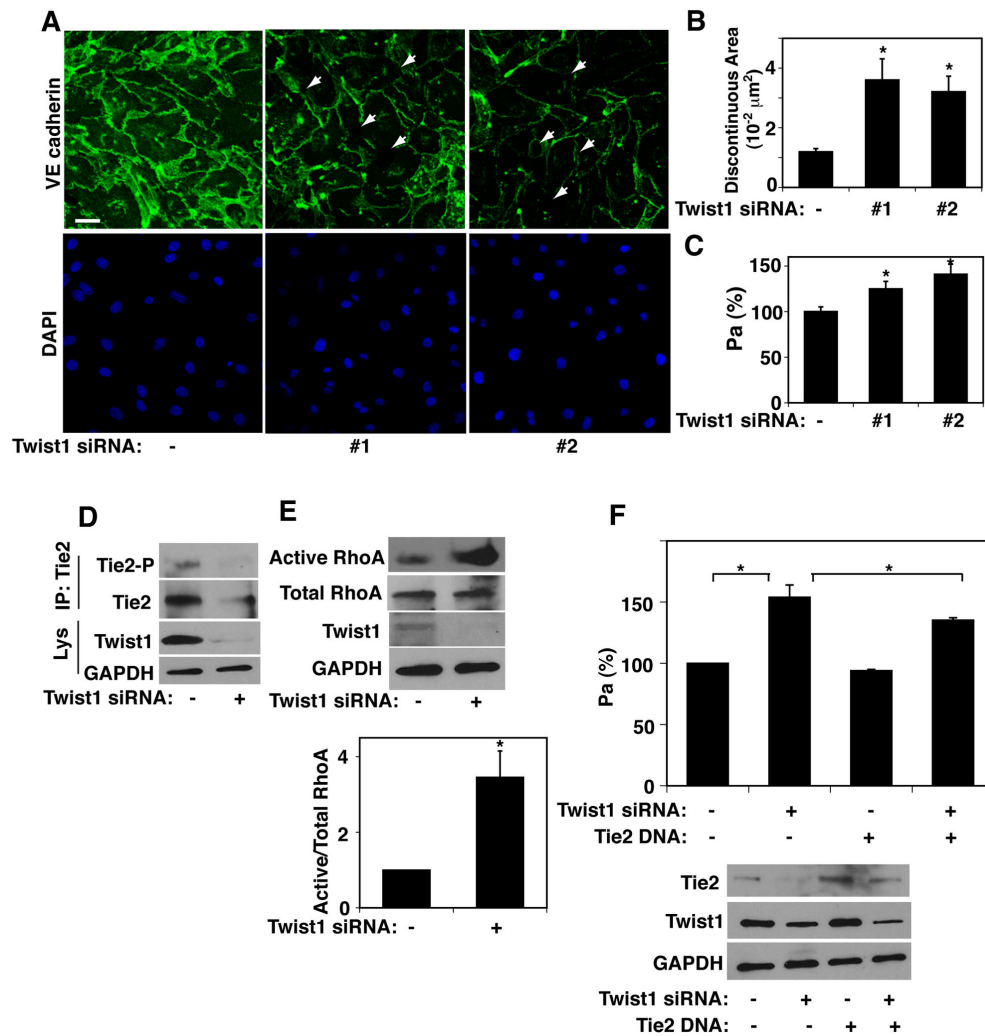 A
VE cadherin
DAPI
Twist1 siRNA: - #1 #2
B
Discontinuous Area
(10-2 μm2)
4
2
0
* *
Twist1 siRNA: - #1 #2
C
Pa (%)
150
100
50
0
* *
Twist1 siRNA: - #1 #2
D
IP: Tie2
Tie2-P
Tie2
Lys
Twist1
GAPDH
Twist1 siRNA: - +
E
Active RhoA
Total RhoA
Twist1
GAPDH
Twist1 siRNA: - +
Active/Total RhoA
4
2
0
*
Twist1 siRNA: - +
F
Pa (%)
150
100
50
0
* *
Twist1 siRNA: - + - +
Tie2 DNA: - - + +
Tie2
Twist1
GAPDH
Twist1 siRNA: - + - +
Tie2 DNA: - - + +